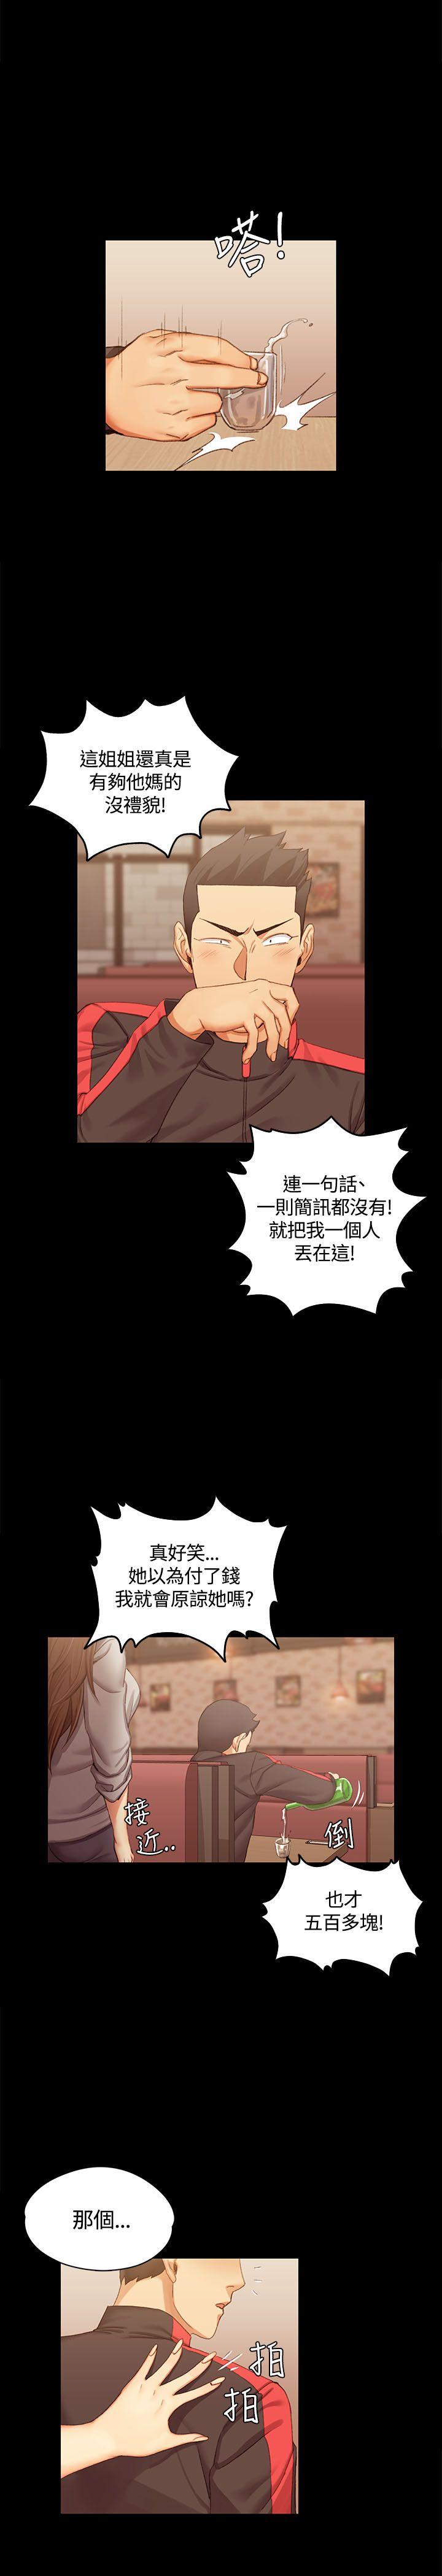 嗒!
這姐姐還真是
有夠他媽的
沒禮貌!
連一句話、
一則簡訊都沒有!
就把我一個人
丟在這!
真好笑...
她以為付了錢
我就會原諒她嗎?
接
近..
倒
也才
五百多塊!
那個...
拍
拍